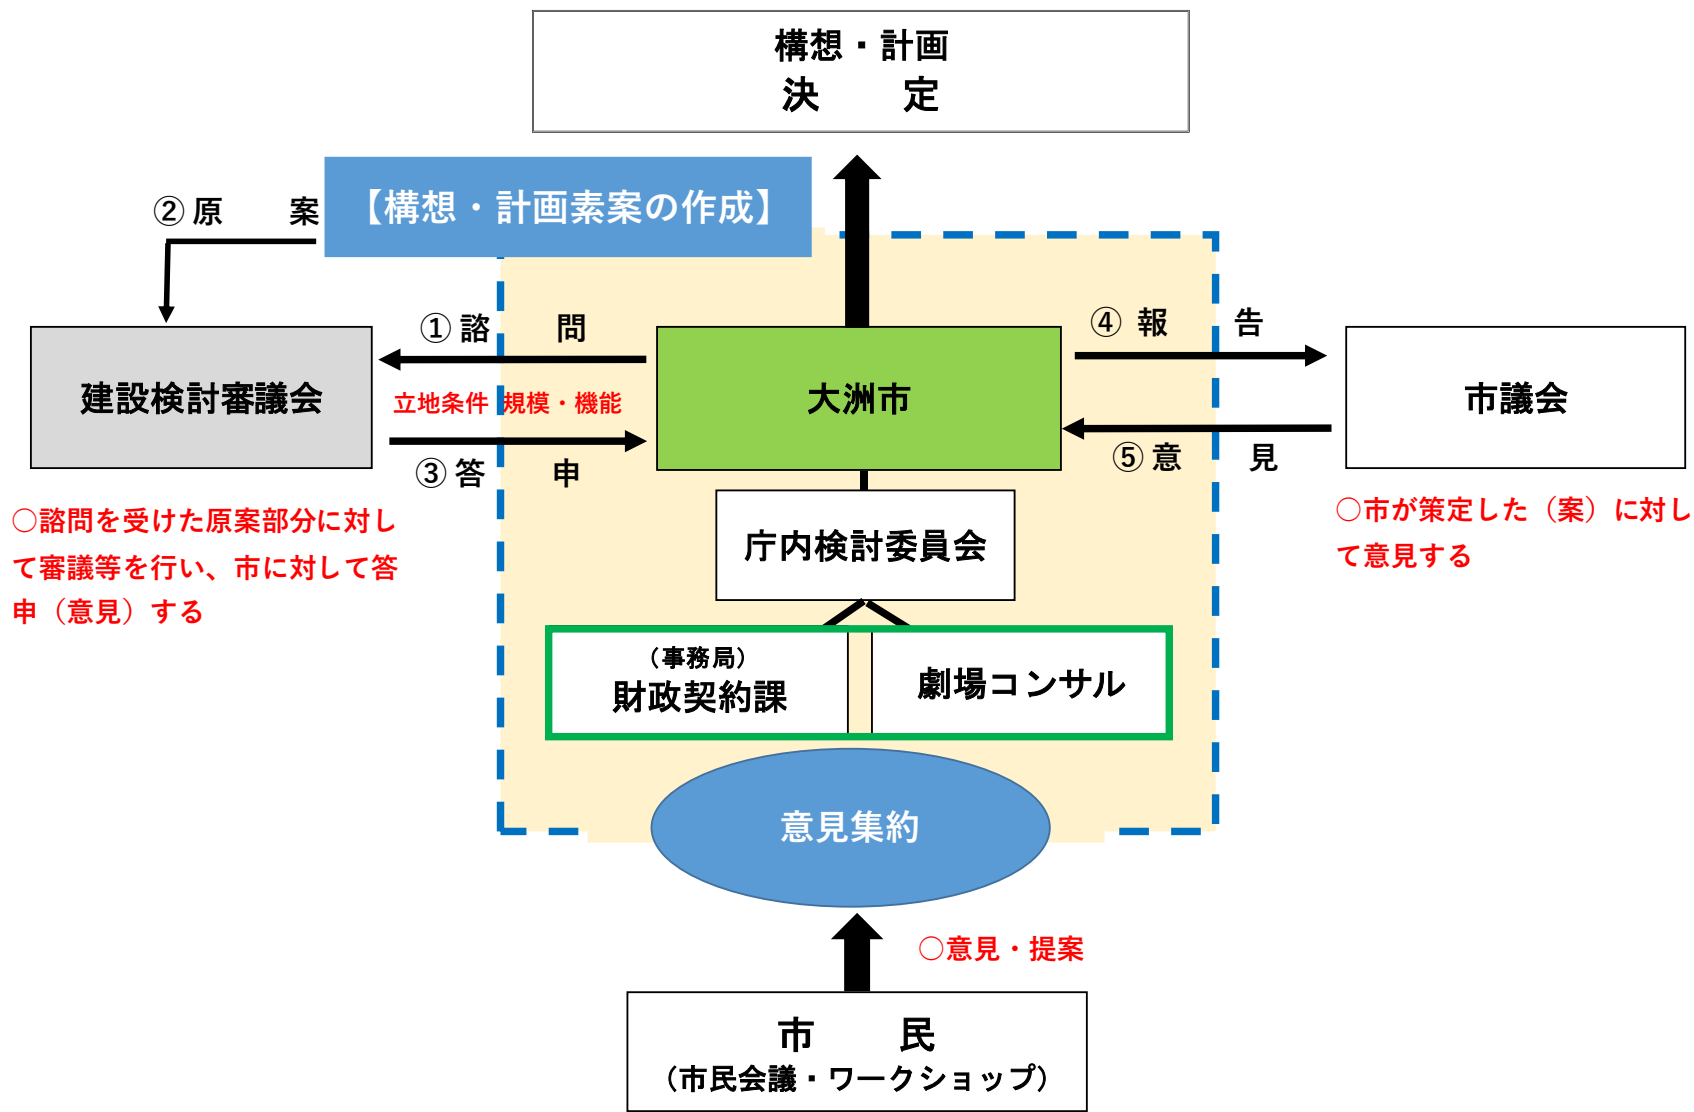 構想・計画
決　　定
【構想・計画素案の作成】
②原　　案
①諮　　問
④報　　告
建設検討審議会
立地条件 規模・機能
大洲市
市議会
③答　　申
⑤意　　見
○諮問を受けた原案部分に対し
て審議等を行い、市に対して答
申（意見）する
○市が策定した（案）に対し
て意見する
庁内検討委員会
（事務局）
財政契約課
劇場コンサル
意見集約
○意見・提案
市　　民
（市民会議・ワークショップ）